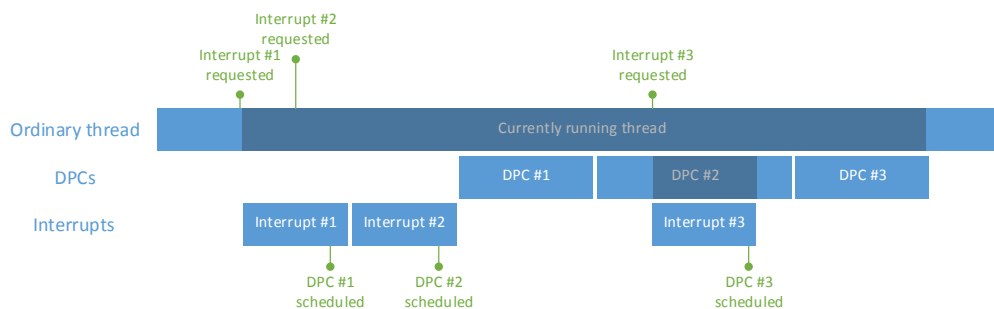 Interrupt #2
requested
Interrupt #1
requested
Interrupt #3
requested
Ordinary thread
Currently running thread
DPCs
DPC #1
DPC #2
DPC #3
Interrupts
Interrupt #1
Interrupt #2
Interrupt #3
DPC #1
scheduled
DPC #2
scheduled
DPC #3
scheduled